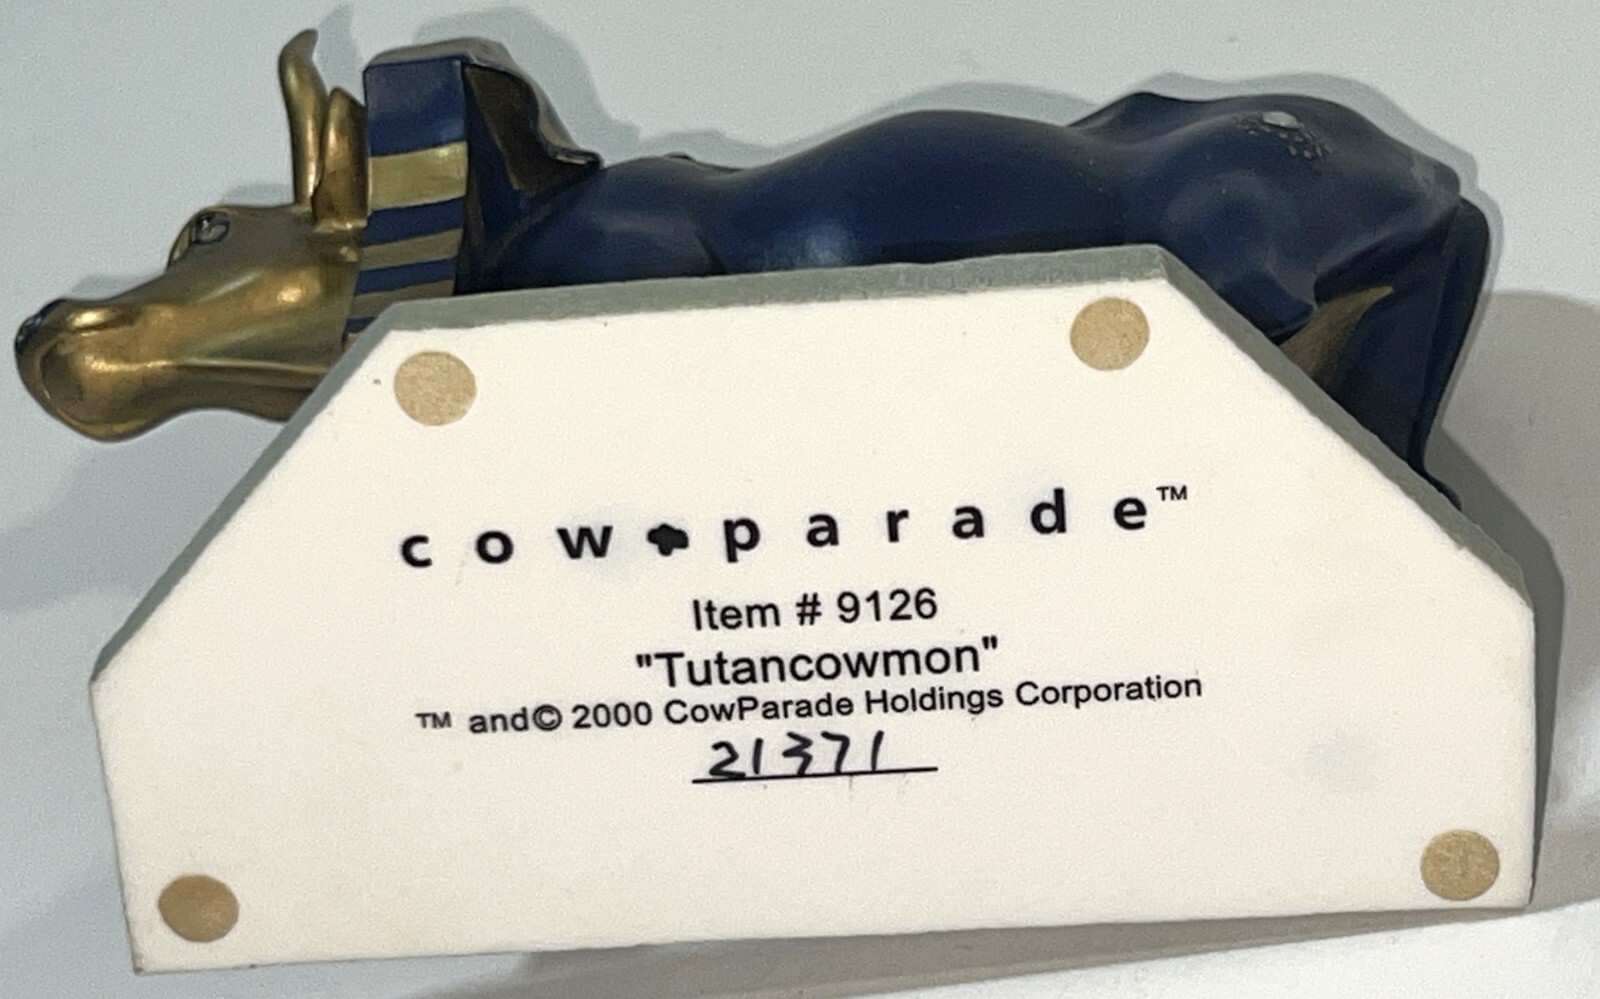 cow parade™
Item # 9126
"Tutancowmon"
™ and© 2000 CowParade Holdings Corporation
21371